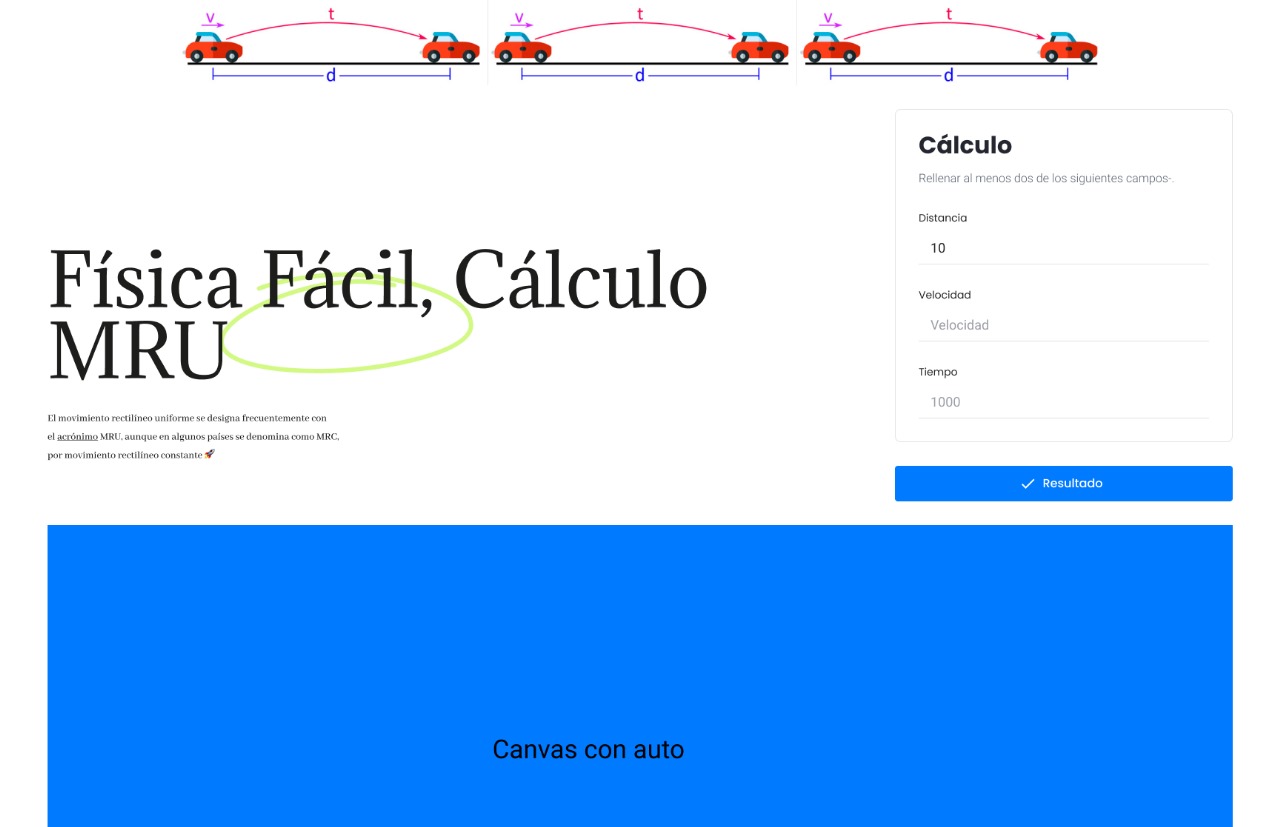 v t v t v t
d d d
Cálculo
Rellenar al menos dos de los siguientes campos-.
Distancia
10
Velocidad
Velocidad
Tiempo
1000
Resultado
Física Fácil, Cálculo
MRU
El movimiento rectilíneo uniforme se designa frecuentemente con
el acrónimo MRU, aunque en algunos países se denomina como MRC,
por movimiento rectilíneo constante 🚀
Canvas con auto